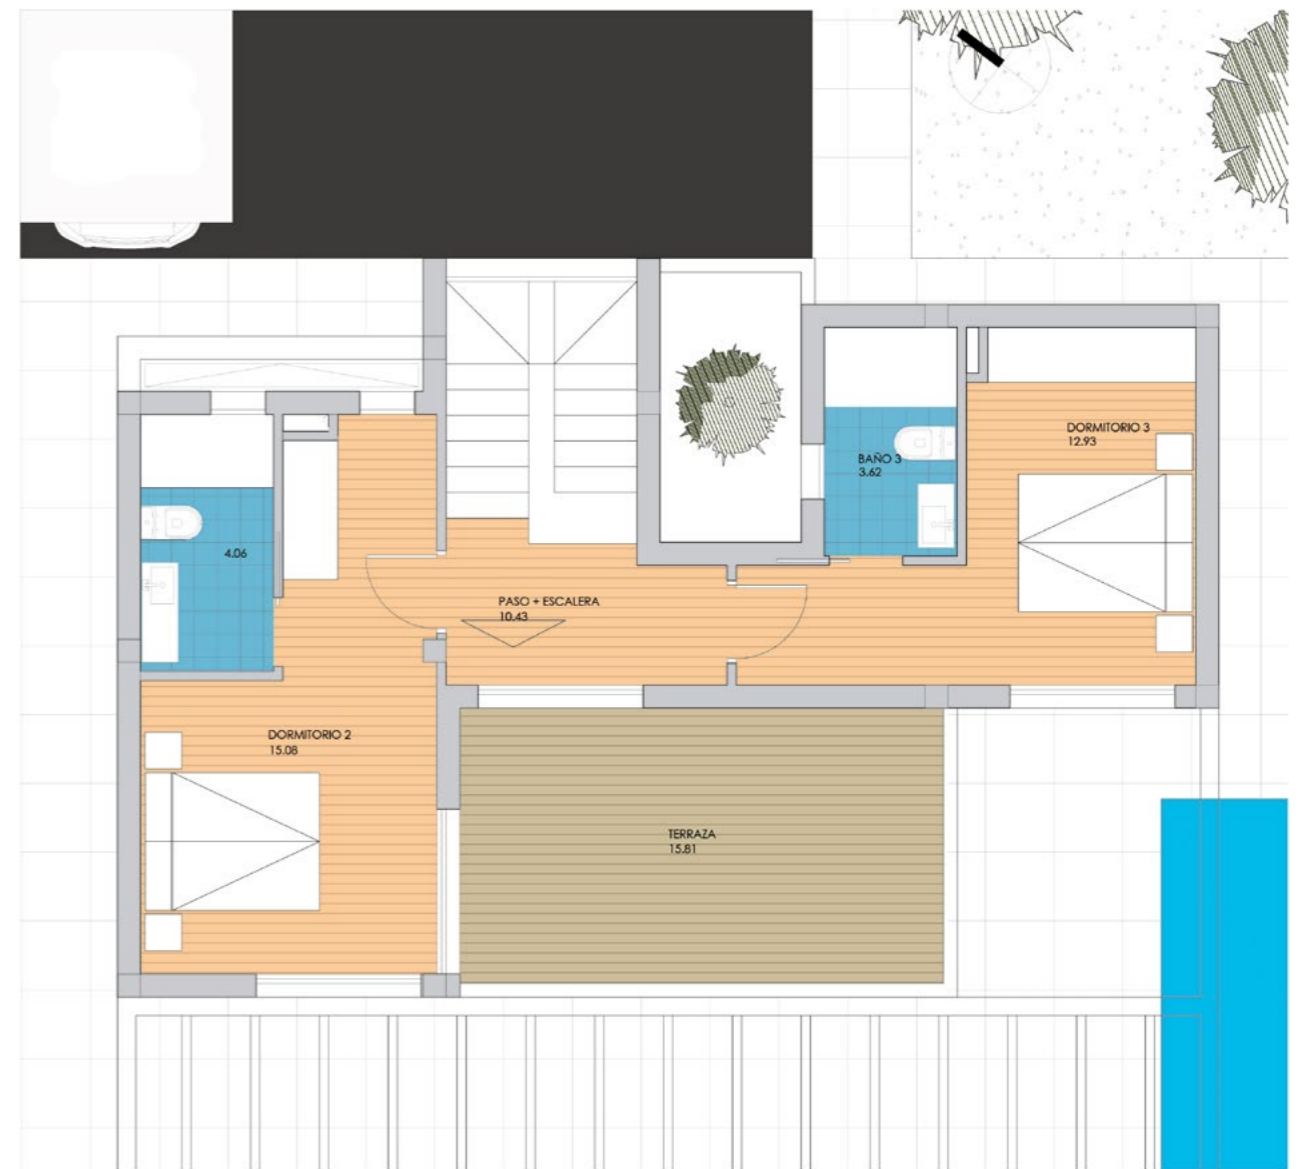 DORMITORIO 3
12.93
BAÑO 3
3.62
4.06
PASO + ESCALERA
10.43
DORMITORIO 2
15.08
TERRAZA
15.81